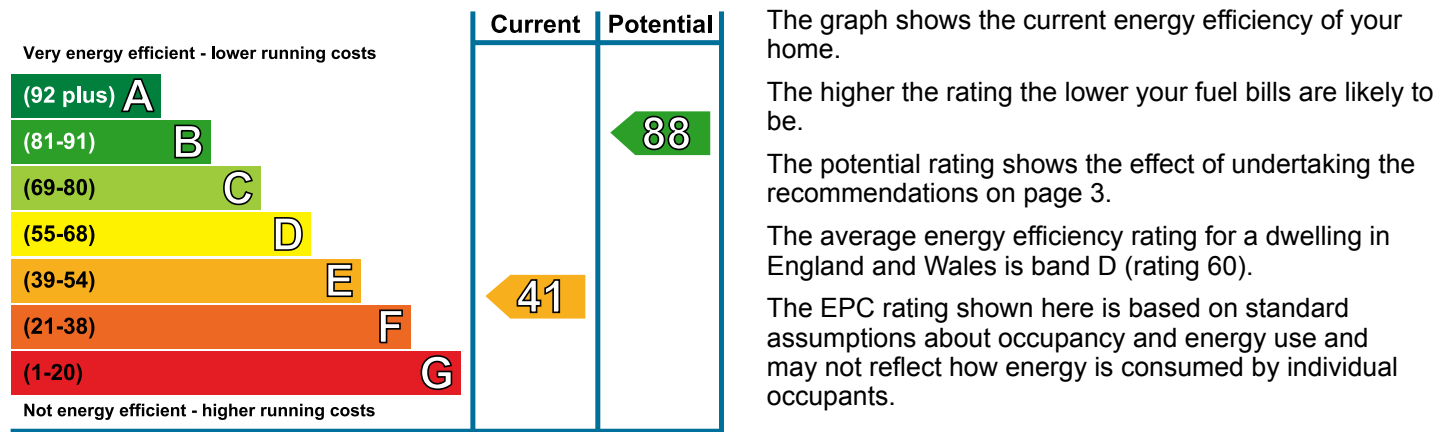 Current Potential
Very energy efficient - lower running costs
(92 plus) A
(81-91) B
88
(69-80) C
(55-68) D
(39-54) E
41
(21-38) F
(1-20) G
Not energy efficient - higher running costs
The graph shows the current energy efficiency of your
home.
The higher the rating the lower your fuel bills are likely to
be.
The potential rating shows the effect of undertaking the
recommendations on page 3.
The average energy efficiency rating for a dwelling in
England and Wales is band D (rating 60).
The EPC rating shown here is based on standard
assumptions about occupancy and energy use and
may not reflect how energy is consumed by individual
occupants.